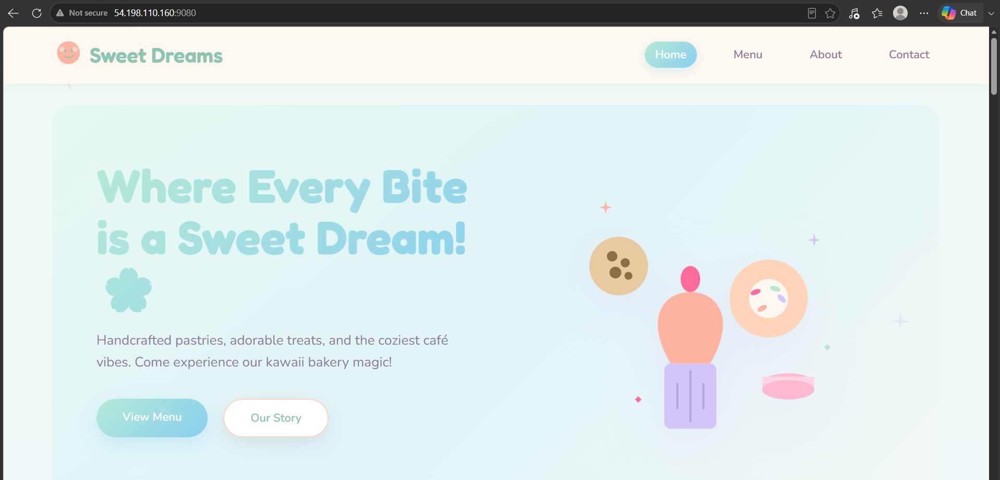 Not secure 54.198.110.160:9080
Chat
Sweet Dreams
Home Menu About Contact
Where Every Bite
is a Sweet Dream!
Handcrafted pastries, adorable treats, and the coziest café
vibes. Come experience our kawaii bakery magic!
View Menu Our Story